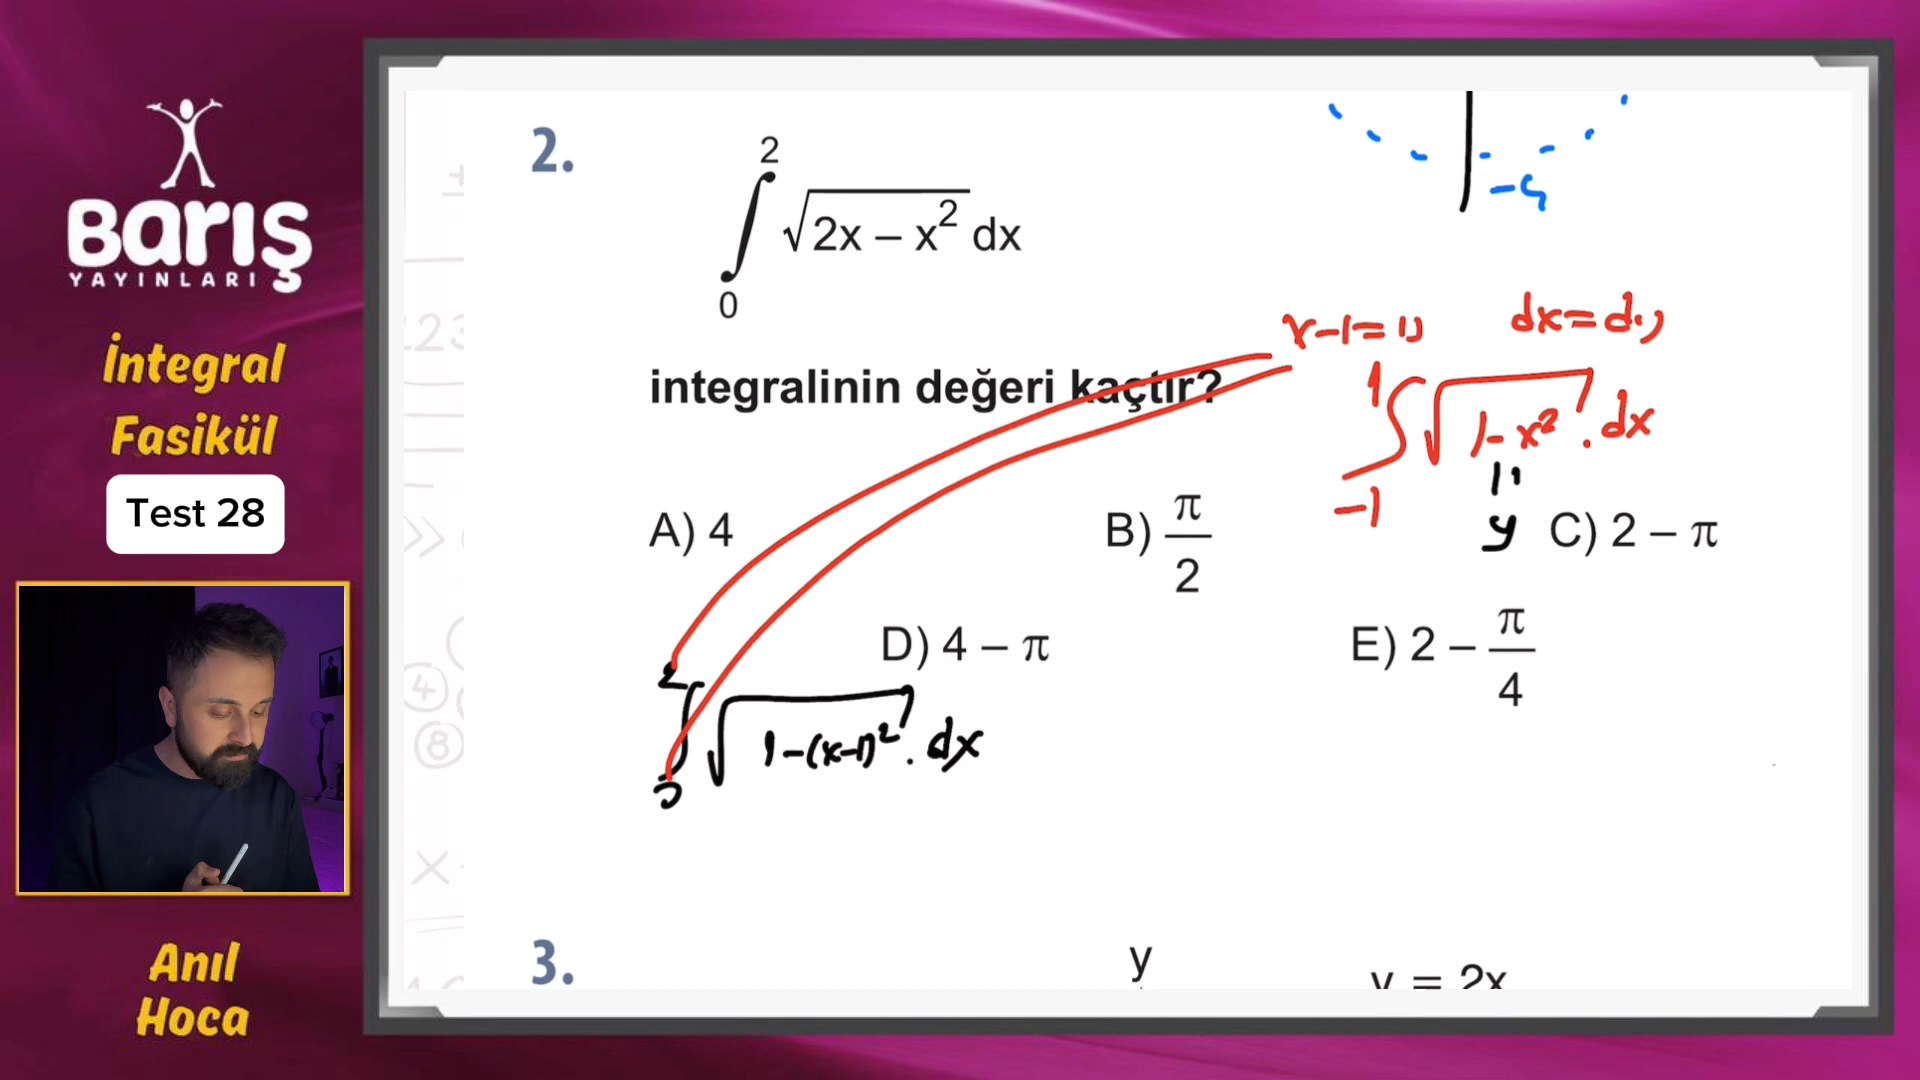 BARIŞ
YAYINLARI
İntegral
Fasikül
Test 28
Anıl
Hoca
2.
2
∫ √2x – x² dx
0
integralinin değeri kaçtır?
A) 4
B) π/2
C) 2 – π
D) 4 – π
E) 2 – π/4
x-1=u
dx=du
1
∫ √1-x² . dx
-1
y
2
∫ √1-(x-1)² . dx
0
3.
y
y = 2x